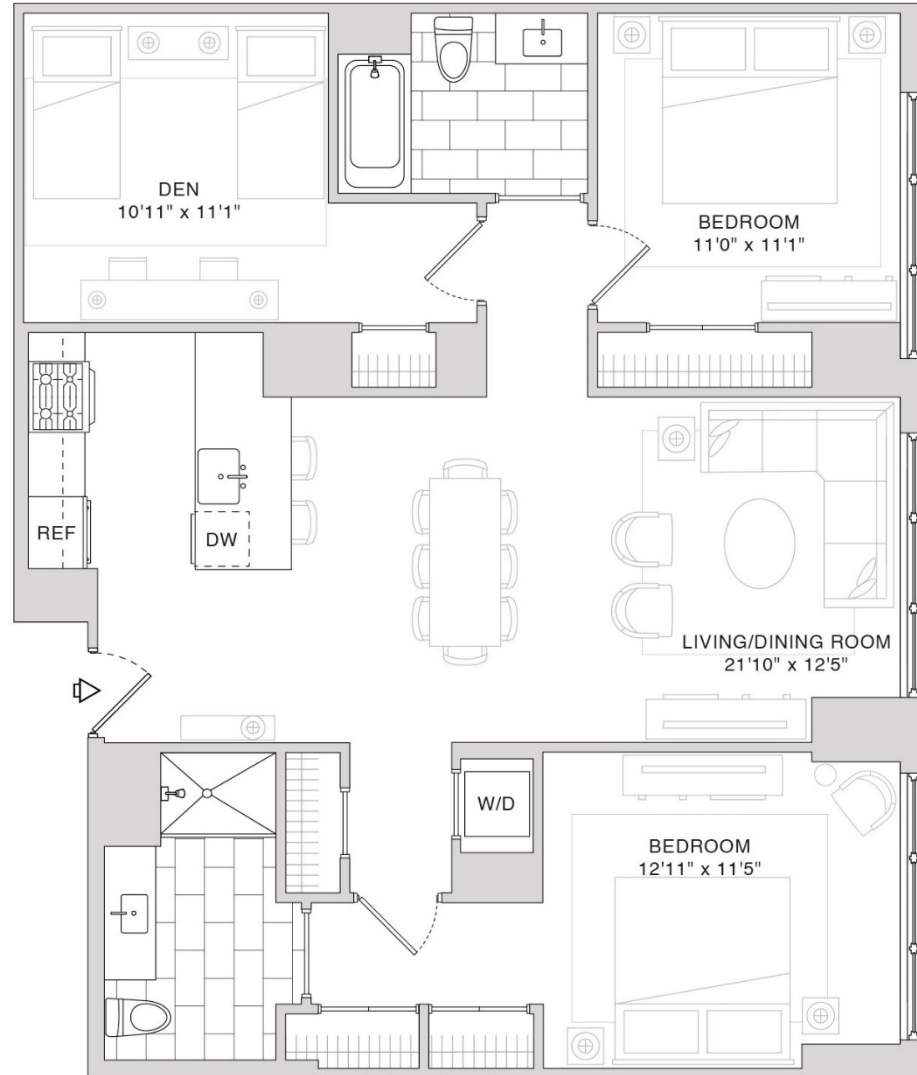 DEN
10'11" x 11'1"
BEDROOM
11'0" x 11'1"
REF
DW
LIVING/DINING ROOM
21'10" x 12'5"
W/D
BEDROOM
12'11" x 11'5"